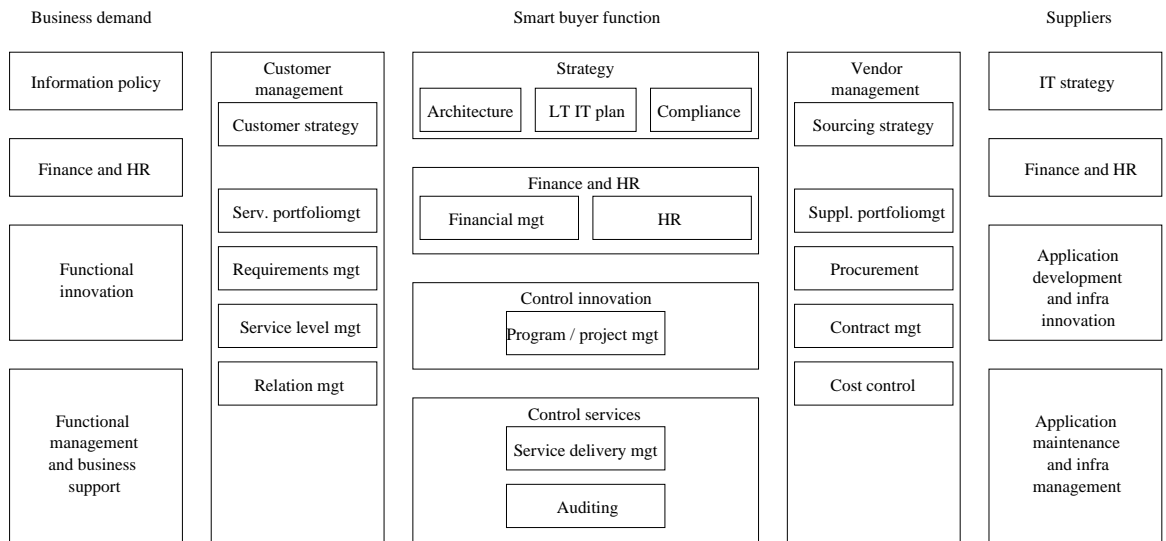 Business demand
Smart buyer function
Suppliers
Information policy
Finance and HR
Functional
innovation
Functional
management
and business
support
Customer
management
Customer strategy
Serv. portfoliomgt
Requirements mgt
Service level mgt
Relation mgt
Strategy
Architecture
LT IT plan
Compliance
Finance and HR
Financial mgt
HR
Control innovation
Program / project mgt
Control services
Service delivery mgt
Auditing
Vendor
management
Sourcing strategy
Suppl. portfoliomgt
Procurement
Contract mgt
Cost control
IT strategy
Finance and HR
Application
development
and infra
innovation
Application
maintenance
and infra
management